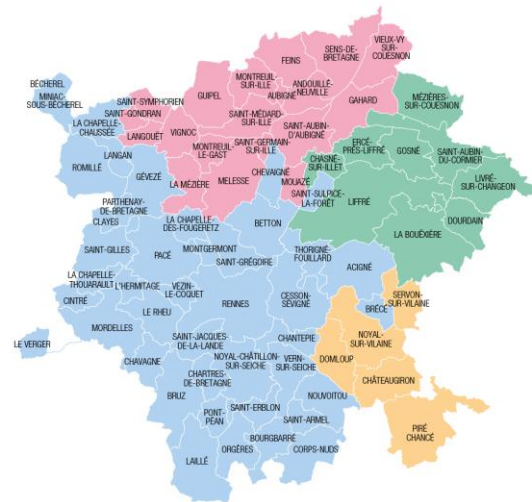 VIEUX-VY
SUR-
COUESNON
SENS-DE-
BRETAGNE
FEINS
BÉCHEREL
MINIAC-
SOUS-BÉCHEREL
MONTREUIL-
SUR-ILLE
ANDOUILLÉ-
NEUVILLE
AUBIGNÉ
GUIPEL
SAINT-SYMPHORIEN
SAINT-GONDRAN
GAHARD
MÉZIÈRES-
SUR-COUESNON
LA CHAPELLE-
CHAUSSÉE
LANGOUËT
VIGNOC
SAINT-MÉDARD-
SUR-ILLE
SAINT-AUBIN-
D'AUBIGNÉ
ERCÉ-
PRÈS-LIFFRÉ
GOSNÉ
SAINT-AUBIN-
DU-CORMIER
SAINT-GERMAIN-
SUR-ILLE
MONTREUIL-
LE-GAST
LANGAN
ROMILLÉ
GÉVEZÉ
CHEVAIGNÉ
CHASNÉ-
SUR-ILLET
LA MÉZIÈRE
MELESSE
MOUAZÉ
SAINT-SULPICE-
LA-FORÊT
LIVRÉ-
SUR-CHANGEON
PARTHENAY-
DE-BRETAGNE
CLAYES
LIFFRÉ
DOURDAIN
LA CHAPELLE-
DES-FOUGERETZ
BETTON
LA BOUËXIÈRE
SAINT-GILLES
PACÉ
MONTGERMONT
SAINT-GRÉGOIRE
THORIGNÉ-
FOUILLARD
ACIGNÉ
LA CHAPELLE-
THOUARAULT
L'HERMITAGE
VEZIN-
LE-COQUET
CINTRÉ
RENNES
CESSON-
SÉVIGNÉ
SERVON-
SUR-VILAINE
BRÉCÉ
LE RHEU
MORDELLES
LE VERGER
SAINT-JACQUES-
DE-LA-LANDE
CHANTEPIE
NOYAL-
SUR-VILAINE
CHAVAGNE
NOYAL-CHÂTILLON
SUR-SEICHE
VERN-
SUR-SEICHE
DOMLOUP
CHARTRES-
DE-BRETAGNE
CHÂTEAUGIRON
BRUZ
NOUVOITOU
PONT-
PÉAN
SAINT-ERBLON
SAINT-ARMEL
BOURGBARRÉ
PIRÉ
CHANCÉ
LAILLÉ
ORGÈRES
CORPS-NUDS